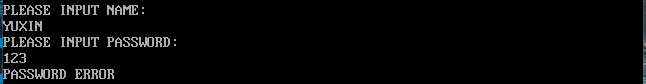 PLEASE INPUT NAME:
YUXIN
PLEASE INPUT PASSWORD:
123
PASSWORD ERROR